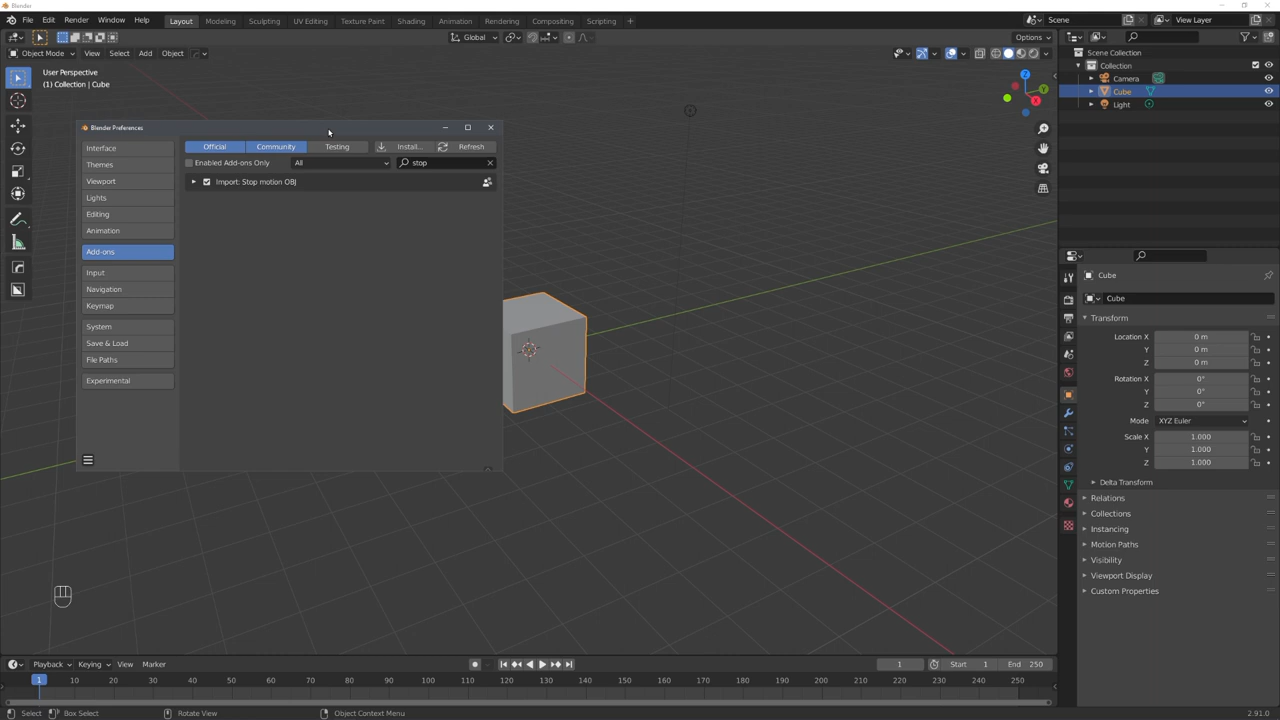 Blender
File Edit Render Window Help Layout Modeling Sculpting UV Editing Texture Paint Shading Animation Rendering Compositing Scripting + Scene View Layer
Global Options
Object Mode View Select Add Object
User Perspective
(1) Collection | Cube
Z
Y
X
Scene Collection
Collection
Camera
Cube
Light
Blender Preferences
Interface
Themes
Viewport
Lights
Editing
Animation
Add-ons
Input
Navigation
Keymap
System
Save & Load
File Paths
Experimental
Official Community Testing Install... Refresh
Enabled Add-ons Only All stop
Import: Stop motion OBJ
Cube
Cube
Transform
Location X 0 m
Y 0 m
Z 0 m
Rotation X 0°
Y 0°
Z 0°
Mode XYZ Euler
Scale X 1.000
Y 1.000
Z 1.000
Delta Transform
Relations
Collections
Instancing
Motion Paths
Visibility
Viewport Display
Custom Properties
Playback Keying View Marker 1 Start 1 End 250
1 10 20 30 40 50 60 70 80 90 100 110 120 130 140 150 160 170 180 190 200 210 220 230 240 250
Select Box Select Rotate View Object Context Menu 2.91.0